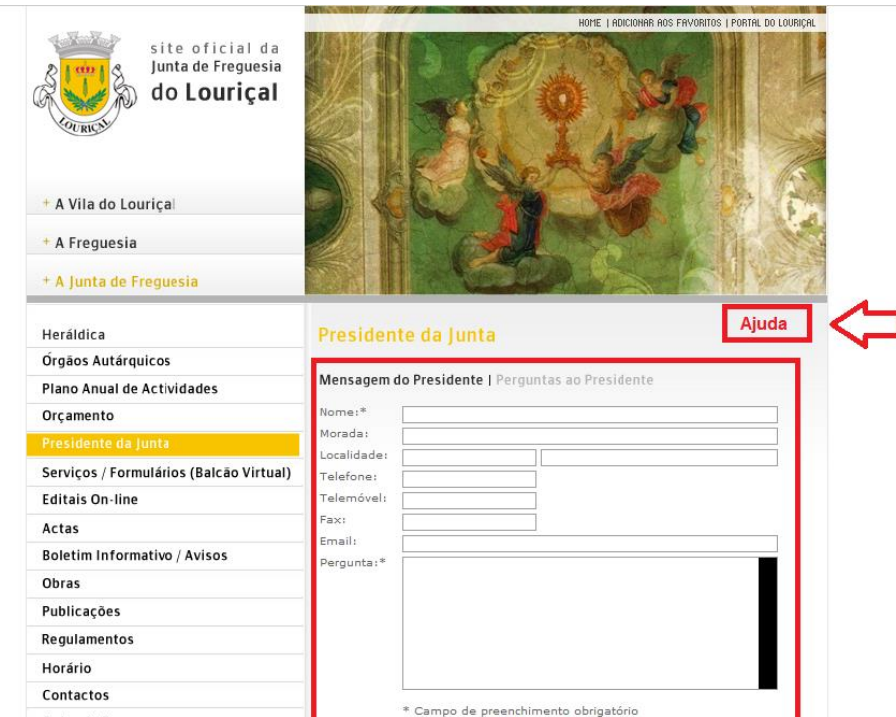 HOME | ADICIONAR AOS FAVORITOS | PORTAL DO LOURIÇAL
site oficial da
Junta de Freguesia
do Louriçal
LOURIÇAL
+ A Vila do Louriçal
+ A Freguesia
+ A Junta de Freguesia
Heráldica
Órgãos Autárquicos
Plano Anual de Actividades
Orçamento
Presidente da Junta
Serviços / Formulários (Balcão Virtual)
Editais On-line
Actas
Boletim Informativo / Avisos
Obras
Publicações
Regulamentos
Horário
Contactos
Presidente da Junta
Ajuda
Mensagem do Presidente | Perguntas ao Presidente
Nome:*
Morada:
Localidade:
Telefone:
Telemóvel:
Fax:
Email:
Pergunta:*
* Campo de preenchimento obrigatório